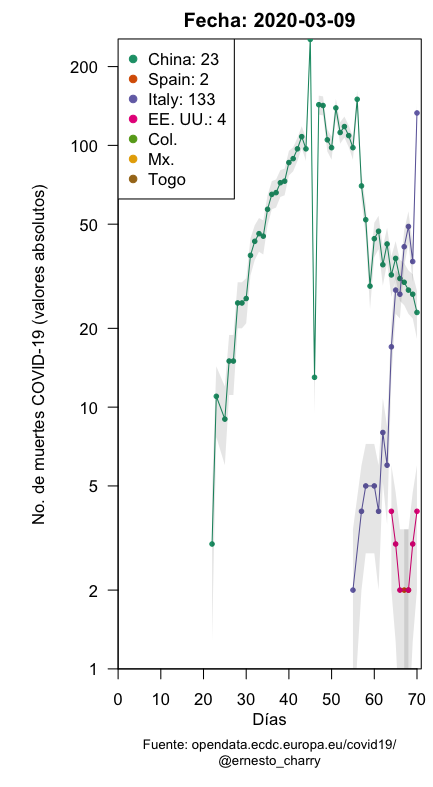 Fecha: 2020-03-09
China: 23
Spain: 2
Italy: 133
EE. UU.: 4
Col.
Mx.
Togo
No. de muertes COVID-19 (valores absolutos)
200
100
50
20
10
5
2
1
0 10 20 30 40 50 60 70
Días
Fuente: opendata.ecdc.europa.eu/covid19/
@ernesto_charry